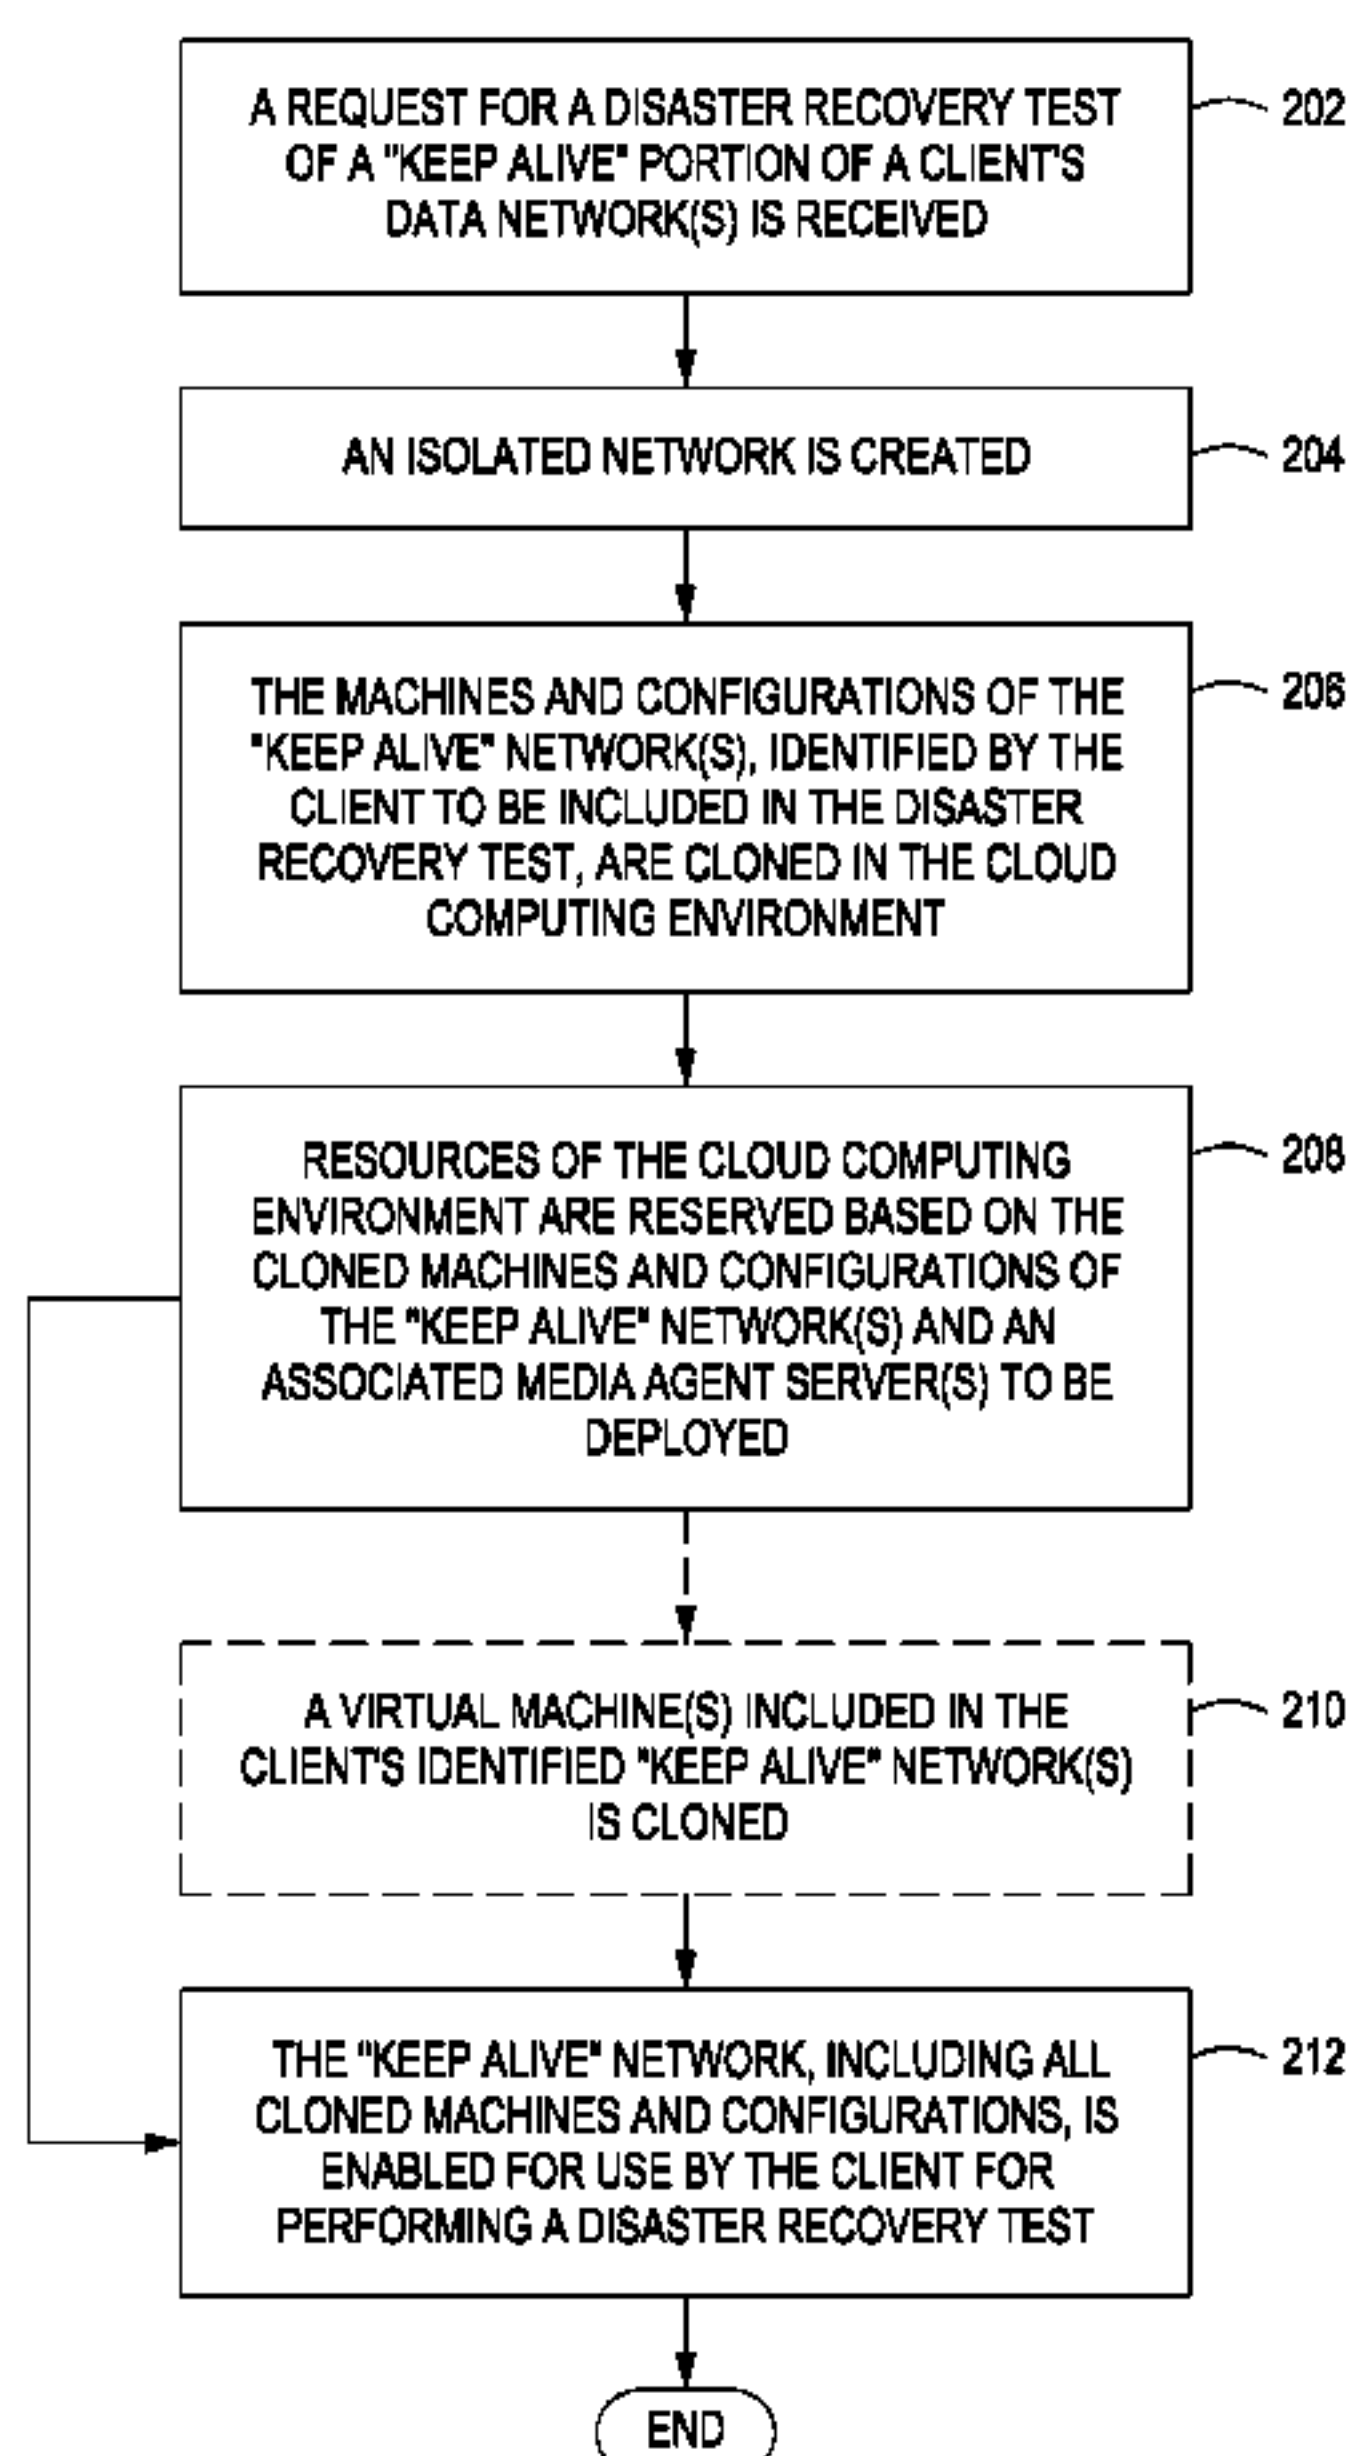 A REQUEST FOR A DISASTER RECOVERY TEST
OF A "KEEP ALIVE" PORTION OF A CLIENT'S
DATA NETWORK(S) IS RECEIVED
202
AN ISOLATED NETWORK IS CREATED
204
THE MACHINES AND CONFIGURATIONS OF THE
"KEEP ALIVE" NETWORK(S), IDENTIFIED BY THE
CLIENT TO BE INCLUDED IN THE DISASTER
RECOVERY TEST, ARE CLONED IN THE CLOUD
COMPUTING ENVIRONMENT
206
RESOURCES OF THE CLOUD COMPUTING
ENVIRONMENT ARE RESERVED BASED ON THE
CLONED MACHINES AND CONFIGURATIONS OF
THE "KEEP ALIVE" NETWORK(S) AND AN
ASSOCIATED MEDIA AGENT SERVER(S) TO BE
DEPLOYED
208
A VIRTUAL MACHINE(S) INCLUDED IN THE
CLIENT'S IDENTIFIED "KEEP ALIVE" NETWORK(S)
IS CLONED
210
THE "KEEP ALIVE" NETWORK, INCLUDING ALL
CLONED MACHINES AND CONFIGURATIONS, IS
ENABLED FOR USE BY THE CLIENT FOR
PERFORMING A DISASTER RECOVERY TEST
212
END